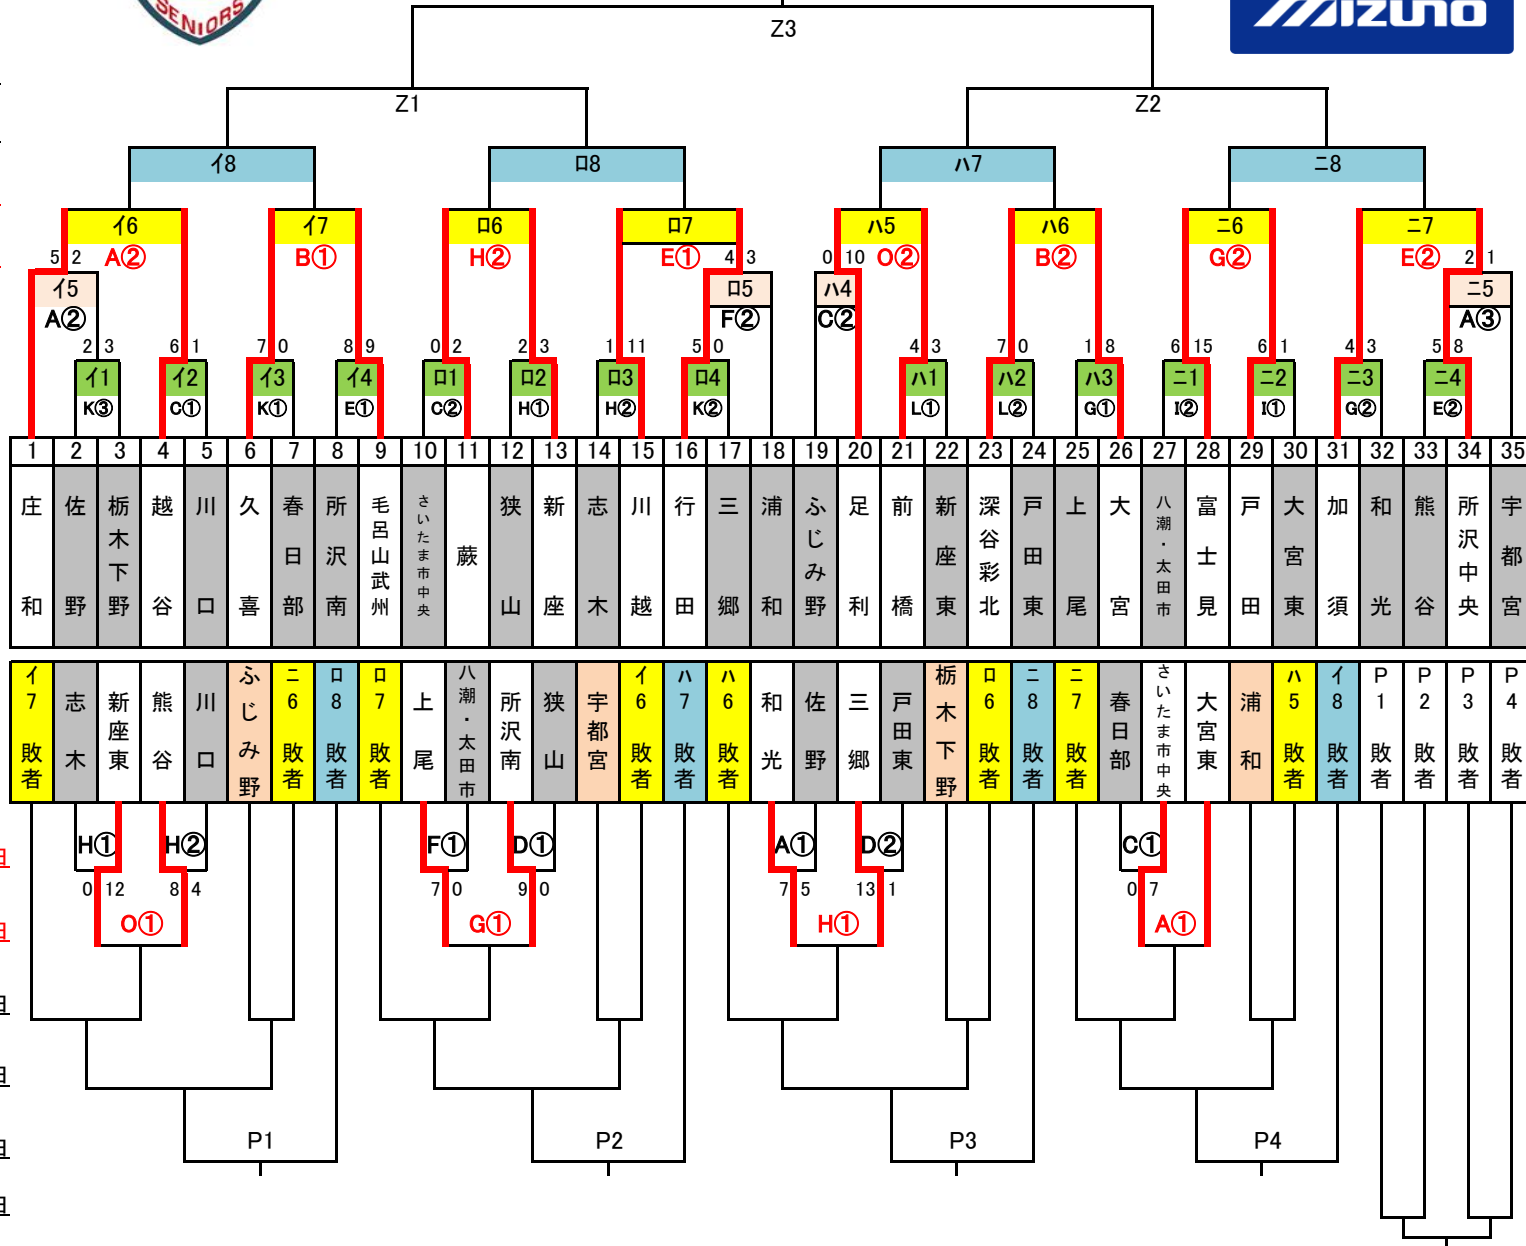 SENIORS
MIZUNO
Z3
Z1 Z2
イ8 ロ8 ハ7 ニ8
イ6 イ7 ロ6 ロ7 ハ5 ハ6 ニ6 ニ7
5 2 A② B① H② E① 4 3 0 10 O② B② G② E② 2 1
イ5 ロ5 ハ4 ニ5
A② F② C② A③
2 3 6 1 7 0 8 9 0 2 2 3 1 11 5 0 4 3 7 0 1 8 6 15 6 1 4 3 5 8
イ1 イ2 イ3 イ4 ロ1 ロ2 ロ3 ロ4 ハ1 ハ2 ハ3 ニ1 ニ2 ニ3 ニ4
K③ C① K① E① C② H① H② K② L① L② G① I② I① G② E②
1 2 3 4 5 6 7 8 9 10 11 12 13 14 15 16 17 18 19 20 21 22 23 24 25 26 27 28 29 30 31 32 33 34 35
庄和
佐野
栃木下野
越谷
川口
久喜
春日部
所沢南
毛呂山武州
さいたま市中央
蕨
狭山
新座
志木
川越
行田
三郷
浦和
ふじみ野
足利
前橋
新座東
深谷彩北
戸田東
上尾
大宮
八潮・太田市
富士見
戸田
大宮東
加須
和光
熊谷
所沢中央
宇都宮
イ7敗者
志木
新座東
熊谷
川口
ふじみ野
ニ6敗者
ロ8敗者
ロ7敗者
上尾
八潮・太田市
所沢南
狭山
宇都宮
イ6敗者
ハ7敗者
ハ6敗者
和光
佐野
三郷
戸田東
栃木下野
ロ6敗者
ニ8敗者
ニ7敗者
春日部
さいたま市中央
大宮東
浦和
ハ5敗者
イ8敗者
P1敗者
P2敗者
P3敗者
P4敗者
H① H② F① D① A① D② C①
0 12 8 4 7 0 9 0 7 5 13 1 0 7
O① G① H① A①
P1 P2 P3 P4